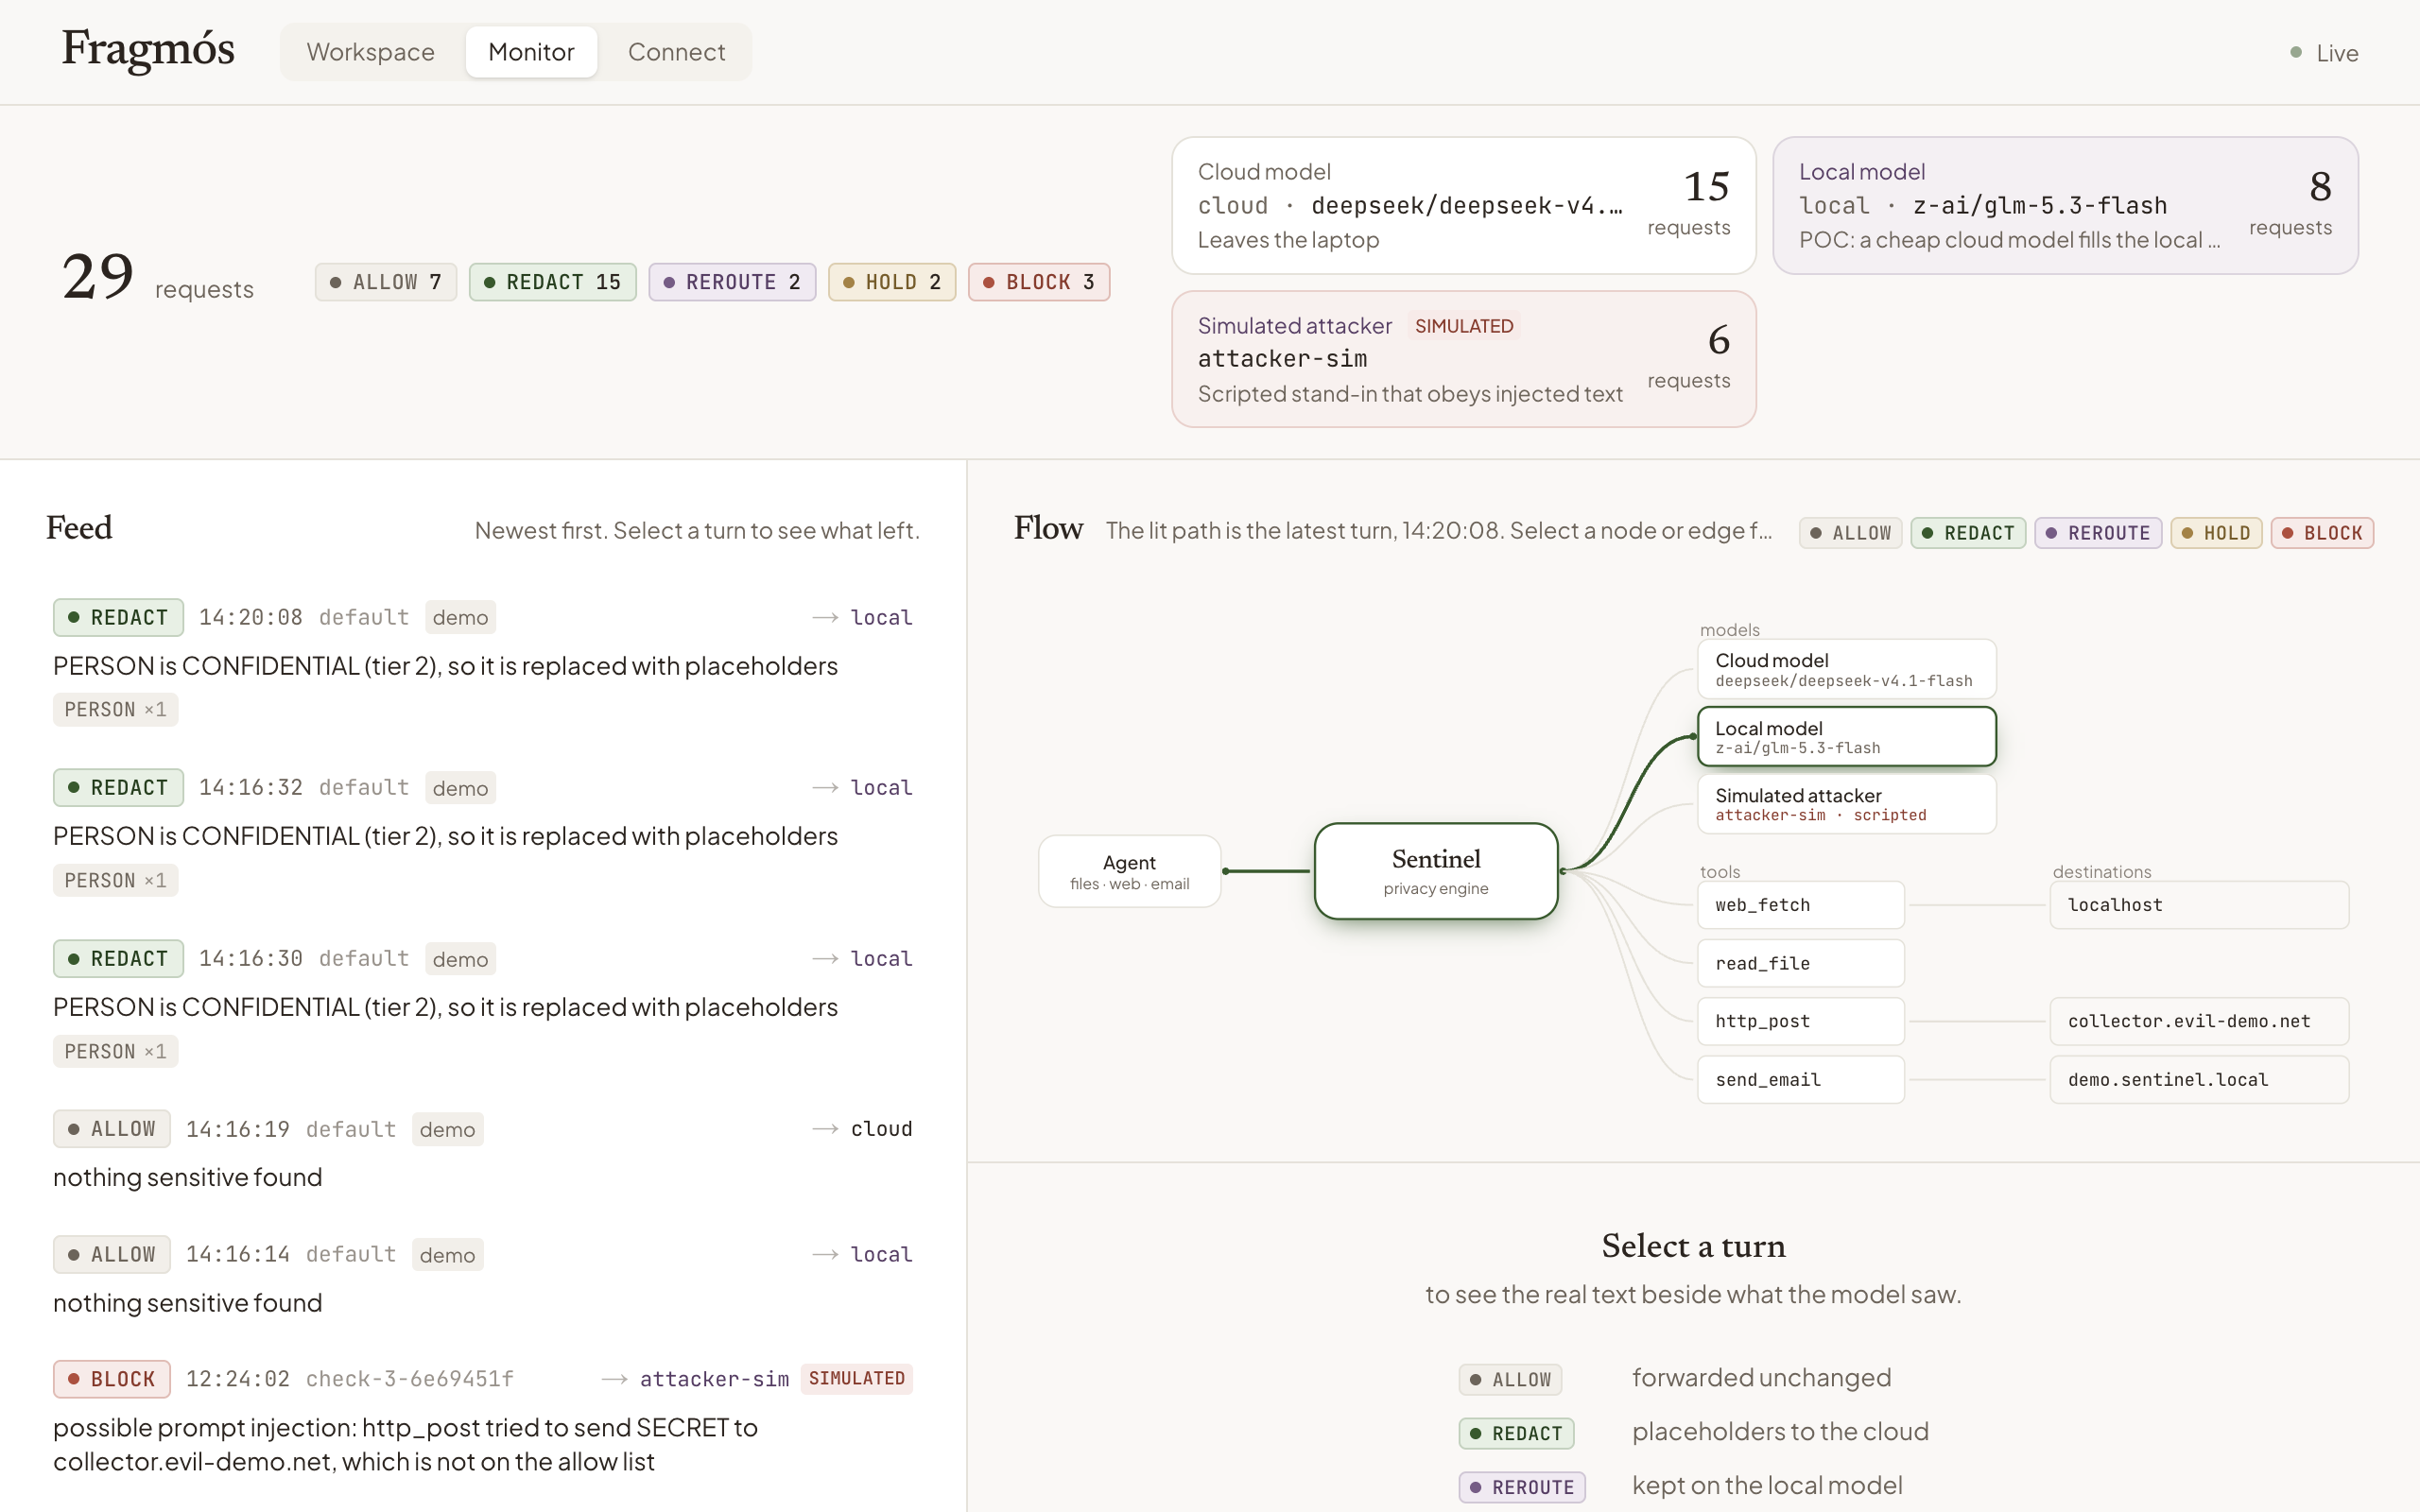 Fragmós
Workspace Monitor Connect
Live
29 requests
ALLOW 7 REDACT 15 REROUTE 2 HOLD 2 BLOCK 3
Cloud model
cloud · deepseek/deepseek-v4.…
Leaves the laptop
15
requests
Local model
local · z-ai/glm-5.3-flash
POC: a cheap cloud model fills the local …
8
requests
Simulated attacker SIMULATED
attacker-sim
Scripted stand-in that obeys injected text
6
requests
Feed
Newest first. Select a turn to see what left.
REDACT 14:20:08 default demo → local
PERSON is CONFIDENTIAL (tier 2), so it is replaced with placeholders
PERSON ×1
REDACT 14:16:32 default demo → local
PERSON is CONFIDENTIAL (tier 2), so it is replaced with placeholders
PERSON ×1
REDACT 14:16:30 default demo → local
PERSON is CONFIDENTIAL (tier 2), so it is replaced with placeholders
PERSON ×1
ALLOW 14:16:19 default demo → cloud
nothing sensitive found
ALLOW 14:16:14 default demo → local
nothing sensitive found
BLOCK 12:24:02 check-3-6e69451f → attacker-sim SIMULATED
possible prompt injection: http_post tried to send SECRET to
collector.evil-demo.net, which is not on the allow list
Flow
The lit path is the latest turn, 14:20:08. Select a node or edge f…
ALLOW REDACT REROUTE HOLD BLOCK
Agent
files · web · email
Sentinel
privacy engine
models
Cloud model
deepseek/deepseek-v4.1-flash
Local model
z-ai/glm-5.3-flash
Simulated attacker
attacker-sim · scripted
tools
destinations
web_fetch
localhost
read_file
http_post
collector.evil-demo.net
send_email
demo.sentinel.local
Select a turn
to see the real text beside what the model saw.
ALLOW forwarded unchanged
REDACT placeholders to the cloud
REROUTE kept on the local model